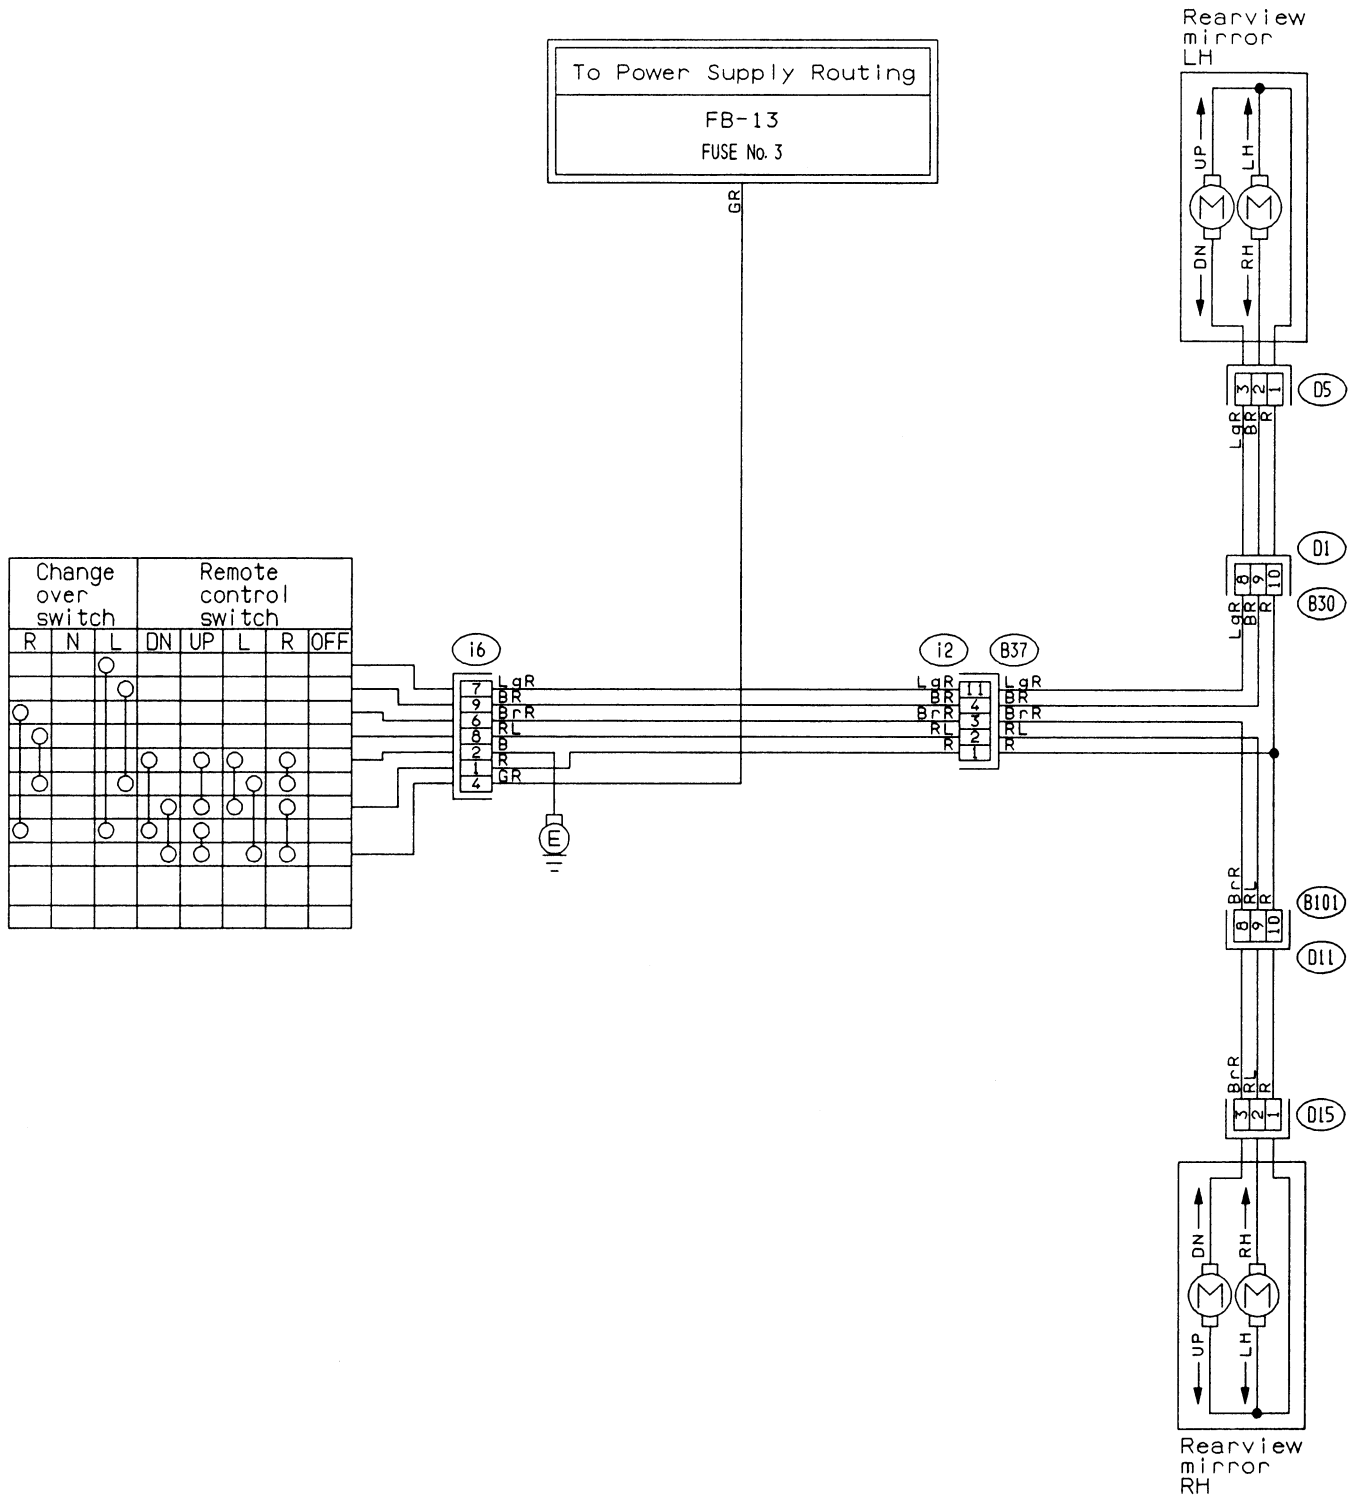 Rearview
mirror
LH
To Power Supply Routing
FB-13
FUSE No. 3
GR
UP
LH
M
M
DN
RH
3
2
1
D5
LgR
BR
R
D1
8
9
10
B30
LgR
BR
R
Change
over
switch
Remote
control
switch
R N L DN UP L R OFF
i6
i2
B37
7 LgR
9 BR
6 BrR
8 RL
2 B
1 R
4 GR
LgR 11 LgR
BR 4 BR
BrR 3 BrR
RL 2 RL
R 1 R
E
BrR
RL
R
B101
8
9
10
D11
BrR
RL
R
3
2
1
D15
DN
RH
M
M
UP
LH
Rearview
mirror
RH